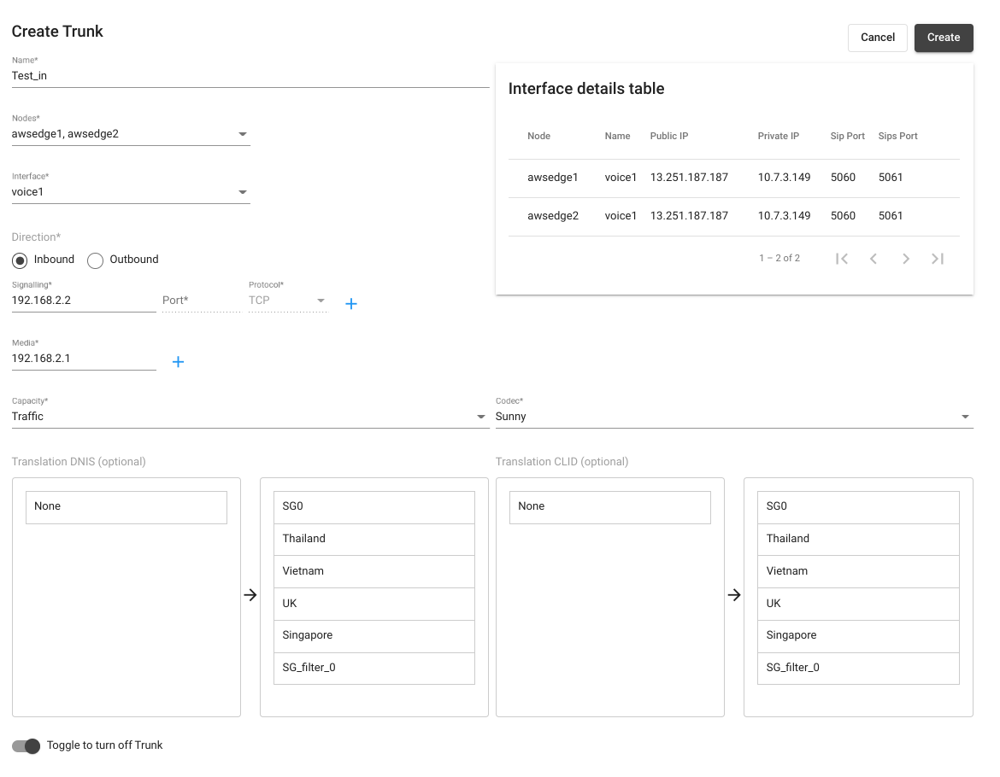 Create Trunk
Cancel
Create
Name*
Test_in
Nodes*
awsedge1, awsedge2
Interface*
voice1
Interface details table
Node Name Public IP Private IP Sip Port Sips Port
awsedge1 voice1 13.251.187.187 10.7.3.149 5060 5061
awsedge2 voice1 13.251.187.187 10.7.3.149 5060 5061
1 – 2 of 2
Direction*
Inbound Outbound
Signalling* Protocol*
192.168.2.2 Port* TCP
Media*
192.168.2.1
Capacity*
Traffic
Codec*
Sunny
Translation DNIS (optional)
None
SG0
Thailand
Vietnam
UK
Singapore
SG_filter_0
Translation CLID (optional)
None
SG0
Thailand
Vietnam
UK
Singapore
SG_filter_0
Toggle to turn off Trunk